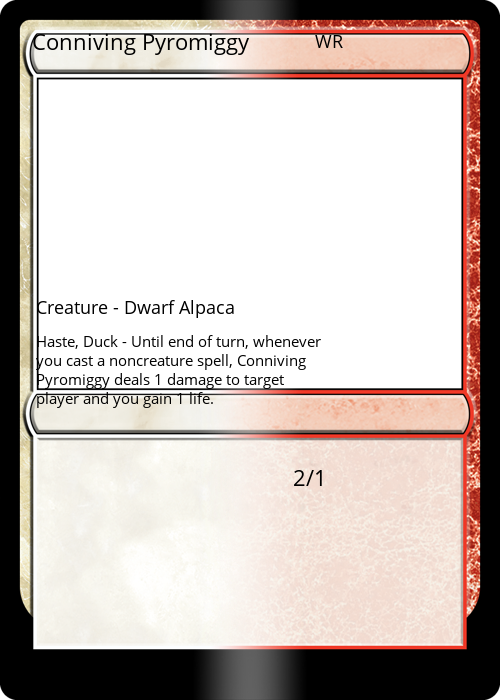 Conniving Pyromiggy
WR
Creature - Dwarf Alpaca
Haste, Duck - Until end of turn, whenever
you cast a noncreature spell, Conniving
Pyromiggy deals 1 damage to target
player and you gain 1 life.
2/1